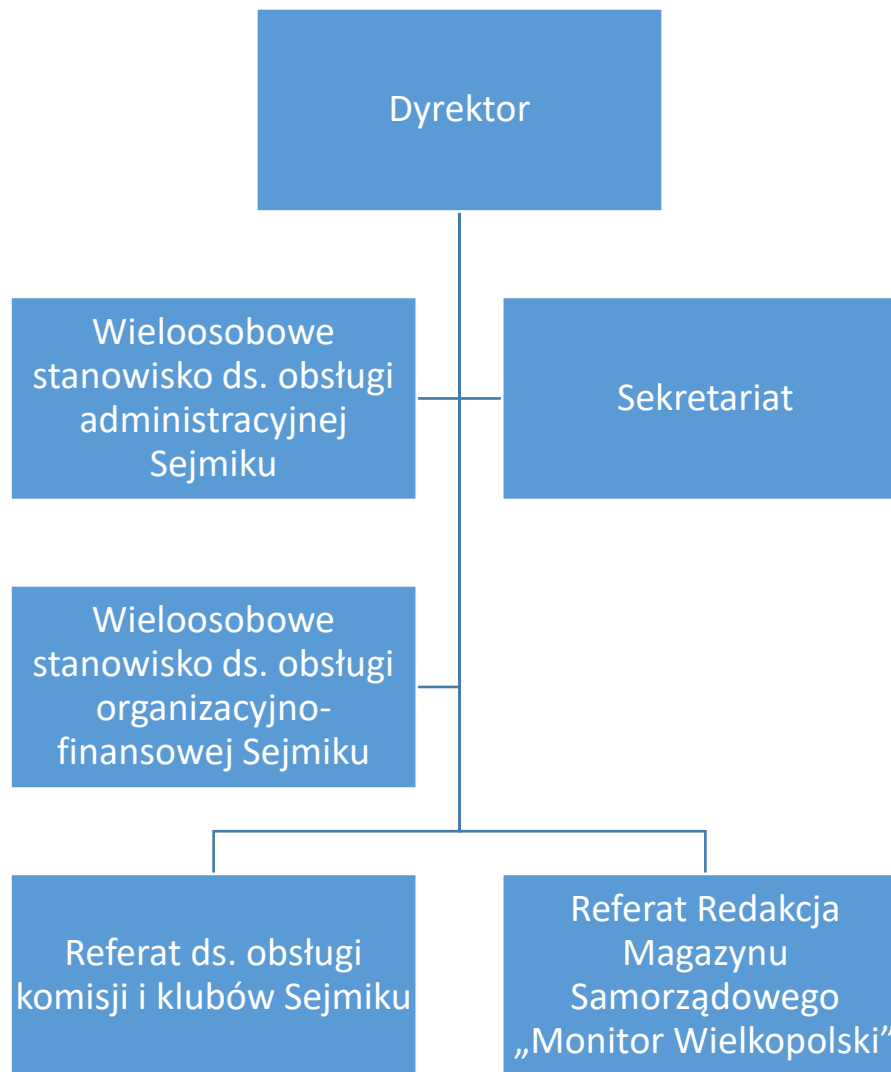 Dyrektor
Wieloosobowe
stanowisko ds. obsługi
administracyjnej
Sejmiku
Sekretariat
Wieloosobowe
stanowisko ds. obsługi
organizacyjno-
finansowej Sejmiku
Referat ds. obsługi
komisji i klubów Sejmiku
Referat Redakcja
Magazynu
Samorządowego
„Monitor Wielkopolski”